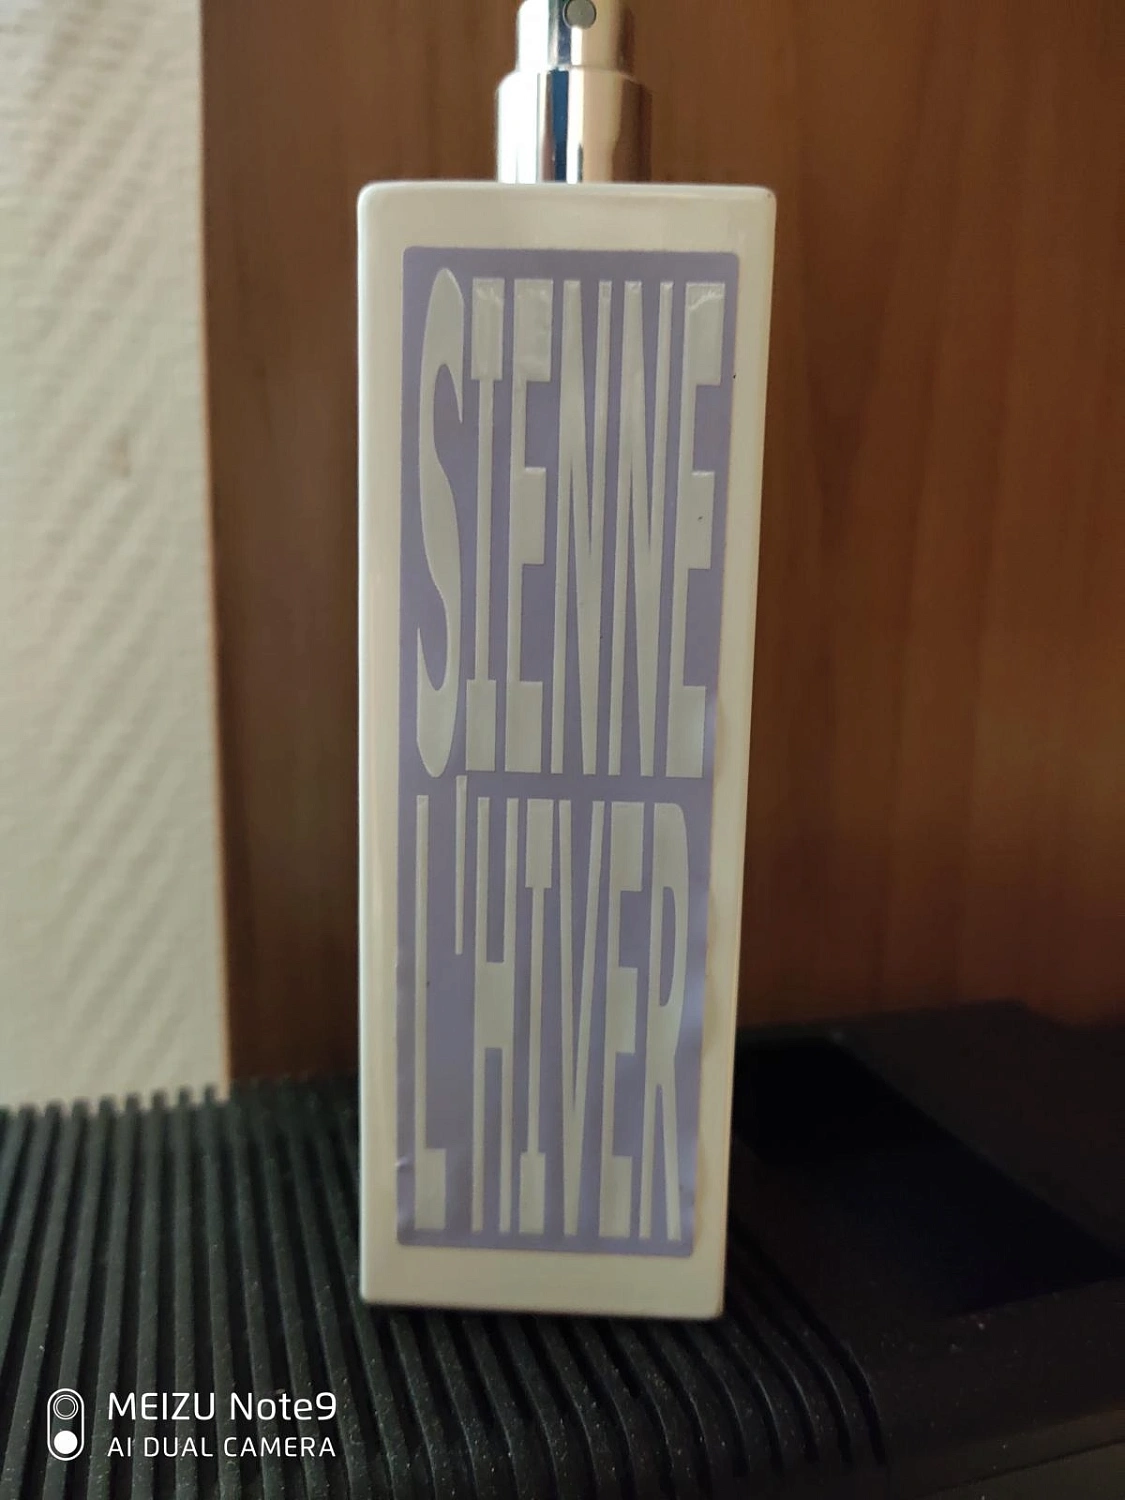 SIENNE
L'HIVER
MEIZU Note9
AI DUAL CAMERA